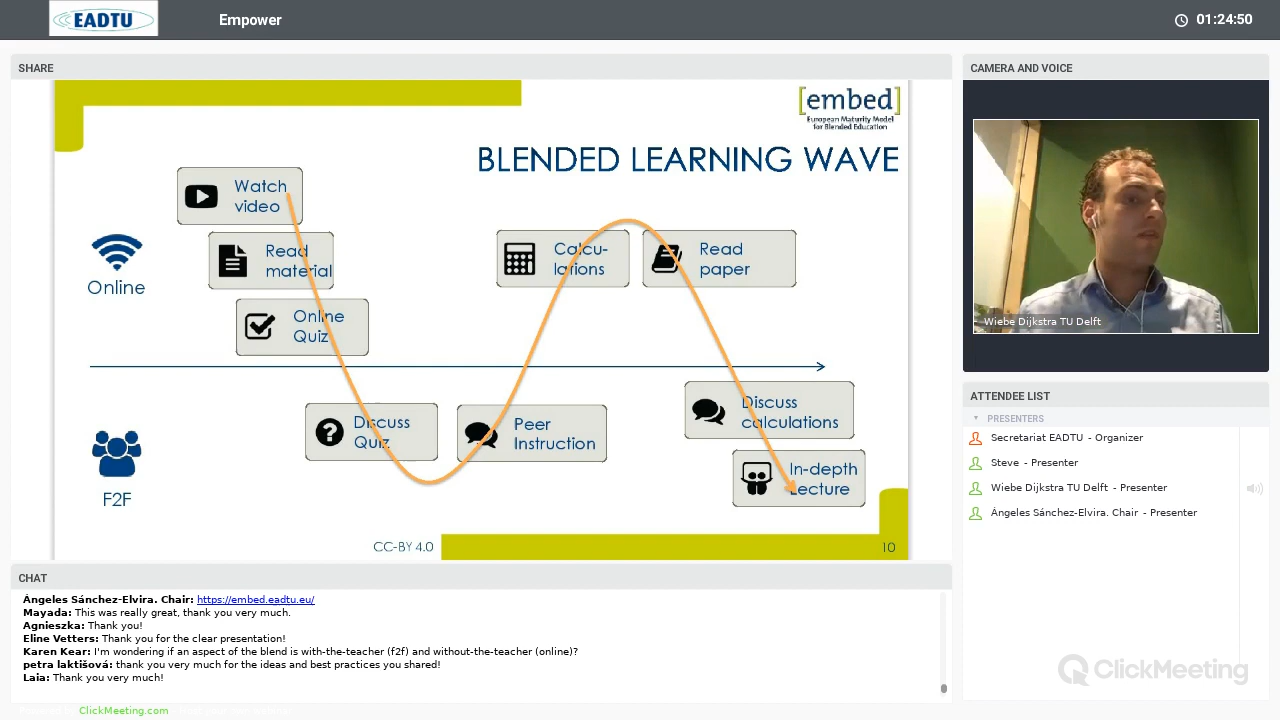 EADTU
Empower
01:24:50
SHARE
[embed]
European Maturity Model
for Blended Education
BLENDED LEARNING WAVE
Watch
video
Read
material
Online
Quiz
Online
Calcu-
lations
Read
paper
Discuss
Quiz
Peer
Instruction
Discuss
calculations
In-depth
Lecture
F2F
CC-BY 4.0
10
CAMERA AND VOICE
Wiebe Dijkstra TU Delft
ATTENDEE LIST
PRESENTERS
Secretariat EADTU - Organizer
Steve - Presenter
Wiebe Dijkstra TU Delft - Presenter
Ángeles Sánchez-Elvira. Chair - Presenter
ClickMeeting
CHAT
Ángeles Sánchez-Elvira. Chair: https://embed.eadtu.eu/
Mayada: This was really great, thank you very much.
Agnieszka: Thank you!
Eline Vetters: Thank you for the clear presentation!
Karen Kear: I'm wondering if an aspect of the blend is with-the-teacher (f2f) and without-the-teacher (online)?
petra laktišová: thank you very much for the ideas and best practices you shared!
Laia: Thank you very much!
ClickMeeting.com